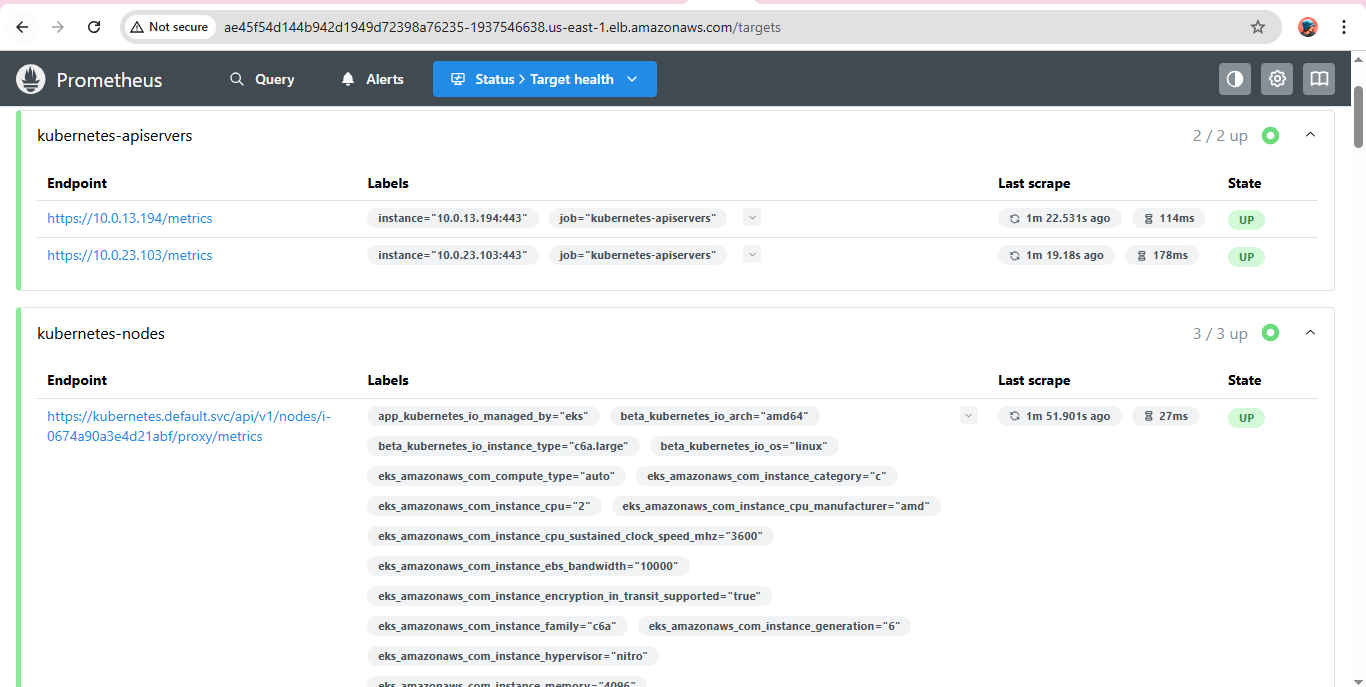 Not secure ae45f54d144b942d1949d72398a76235-1937546638.us-east-1.elb.amazonaws.com/targets
Prometheus Query Alerts Status > Target health
kubernetes-apiservers 2 / 2 up
Endpoint Labels Last scrape State
https://10.0.13.194/metrics instance="10.0.13.194:443" job="kubernetes-apiservers" 1m 22.531s ago 114ms UP
https://10.0.23.103/metrics instance="10.0.23.103:443" job="kubernetes-apiservers" 1m 19.18s ago 178ms UP
kubernetes-nodes 3 / 3 up
Endpoint Labels Last scrape State
https://kubernetes.default.svc/api/v1/nodes/i- app_kubernetes_io_managed_by="eks" beta_kubernetes_io_arch="amd64" 1m 51.901s ago 27ms UP
0674a90a3e4d21abf/proxy/metrics
beta_kubernetes_io_instance_type="c6a.large" beta_kubernetes_io_os="linux"
eks_amazonaws_com_compute_type="auto" eks_amazonaws_com_instance_category="c"
eks_amazonaws_com_instance_cpu="2" eks_amazonaws_com_instance_cpu_manufacturer="amd"
eks_amazonaws_com_instance_cpu_sustained_clock_speed_mhz="3600"
eks_amazonaws_com_instance_ebs_bandwidth="10000"
eks_amazonaws_com_instance_encryption_in_transit_supported="true"
eks_amazonaws_com_instance_family="c6a" eks_amazonaws_com_instance_generation="6"
eks_amazonaws_com_instance_hypervisor="nitro"
eks_amazonaws_com_instance_memory="4096"